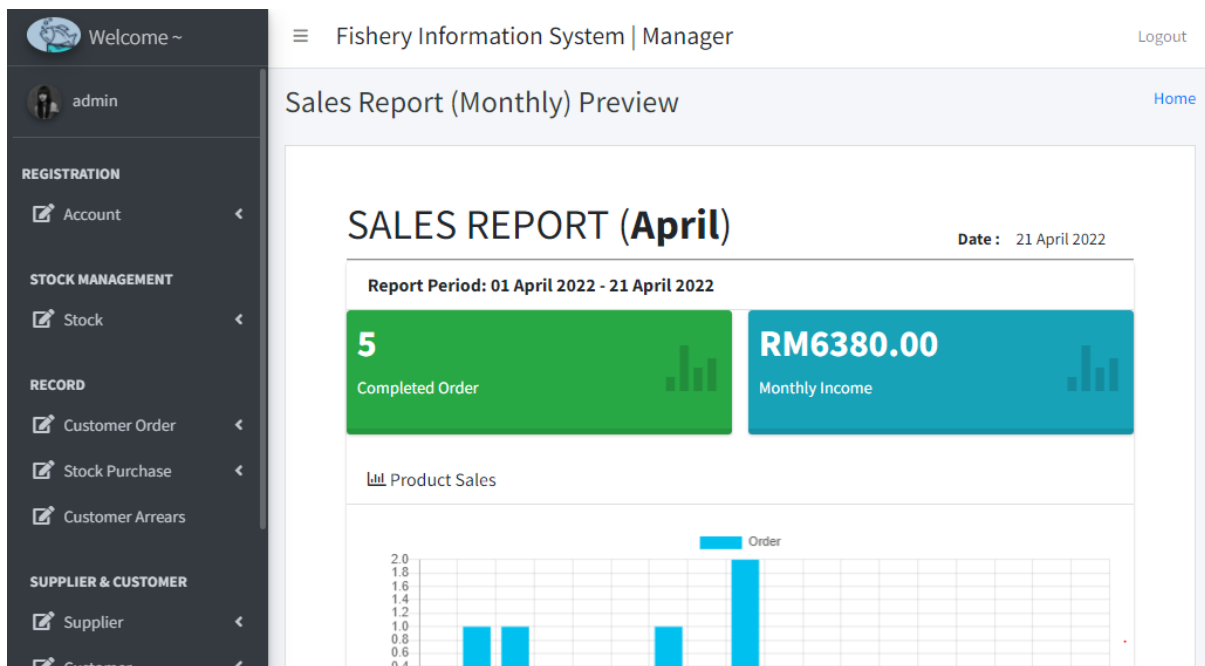 Welcome ~
admin
REGISTRATION
Account
STOCK MANAGEMENT
Stock
RECORD
Customer Order
Stock Purchase
Customer Arrears
SUPPLIER & CUSTOMER
Supplier
Customer
Fishery Information System | Manager
Logout
Sales Report (Monthly) Preview
Home
SALES REPORT (April)
Date : 21 April 2022
Report Period: 01 April 2022 - 21 April 2022
5
Completed Order
RM6380.00
Monthly Income
Product Sales
Order
2.0
1.8
1.6
1.4
1.2
1.0
0.8
0.6
0.4